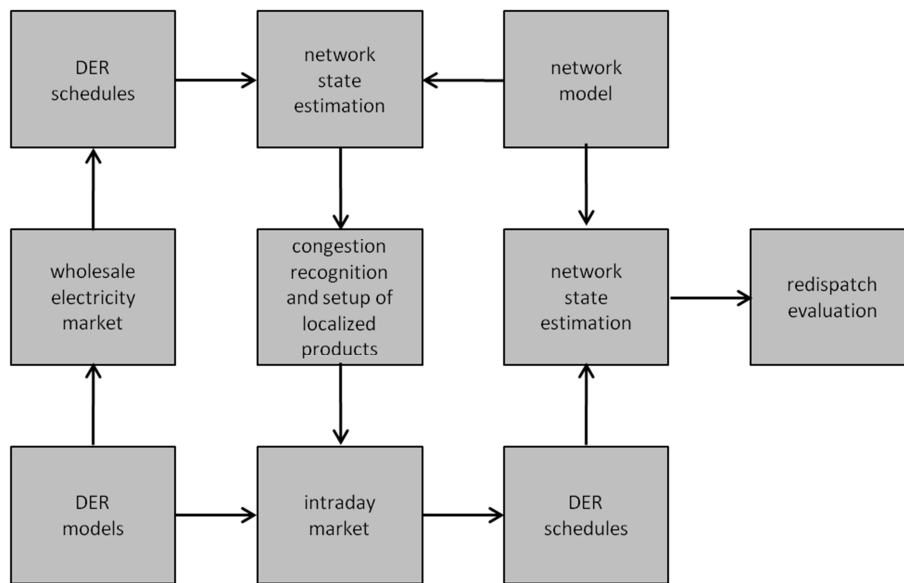 DER
schedules
network
state
estimation
network
model
wholesale
electricity
market
congestion
recognition
and setup of
localized
products
network
state
estimation
redispatch
evaluation
DER
models
intraday
market
DER
schedules